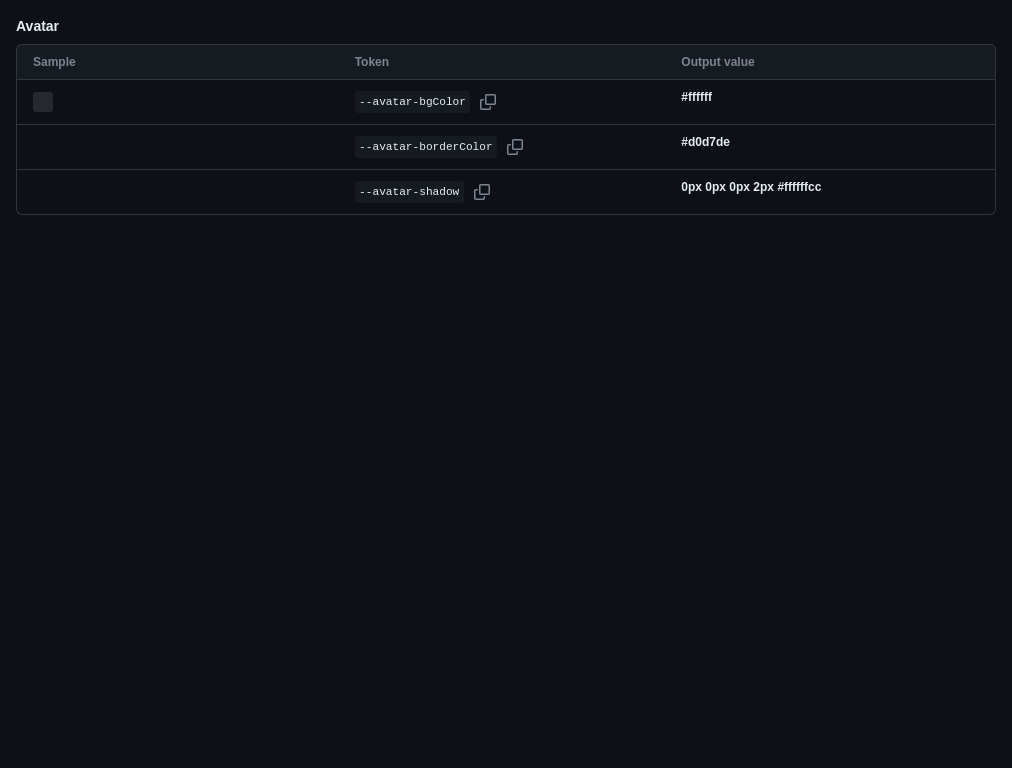 Avatar
Sample Token Output value
--avatar-bgColor #ffffff
--avatar-borderColor #d0d7de
--avatar-shadow 0px 0px 0px 2px #ffffffcc